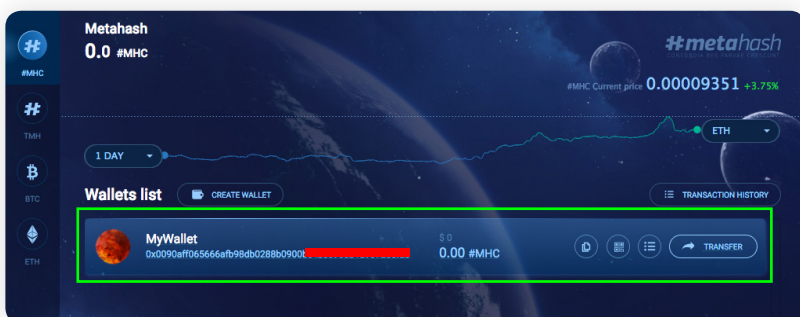 Metahash
0.0 #MHC
#metahash
#MHC Current price 0.00009351 +3.75%
#MHC
TMH
BTC
ETH
1 DAY
ETH
Wallets list
CREATE WALLET
TRANSACTION HISTORY
MyWallet
0x0090aff065666afb98db0288b0900
$ 0
0.00 #MHC
TRANSFER